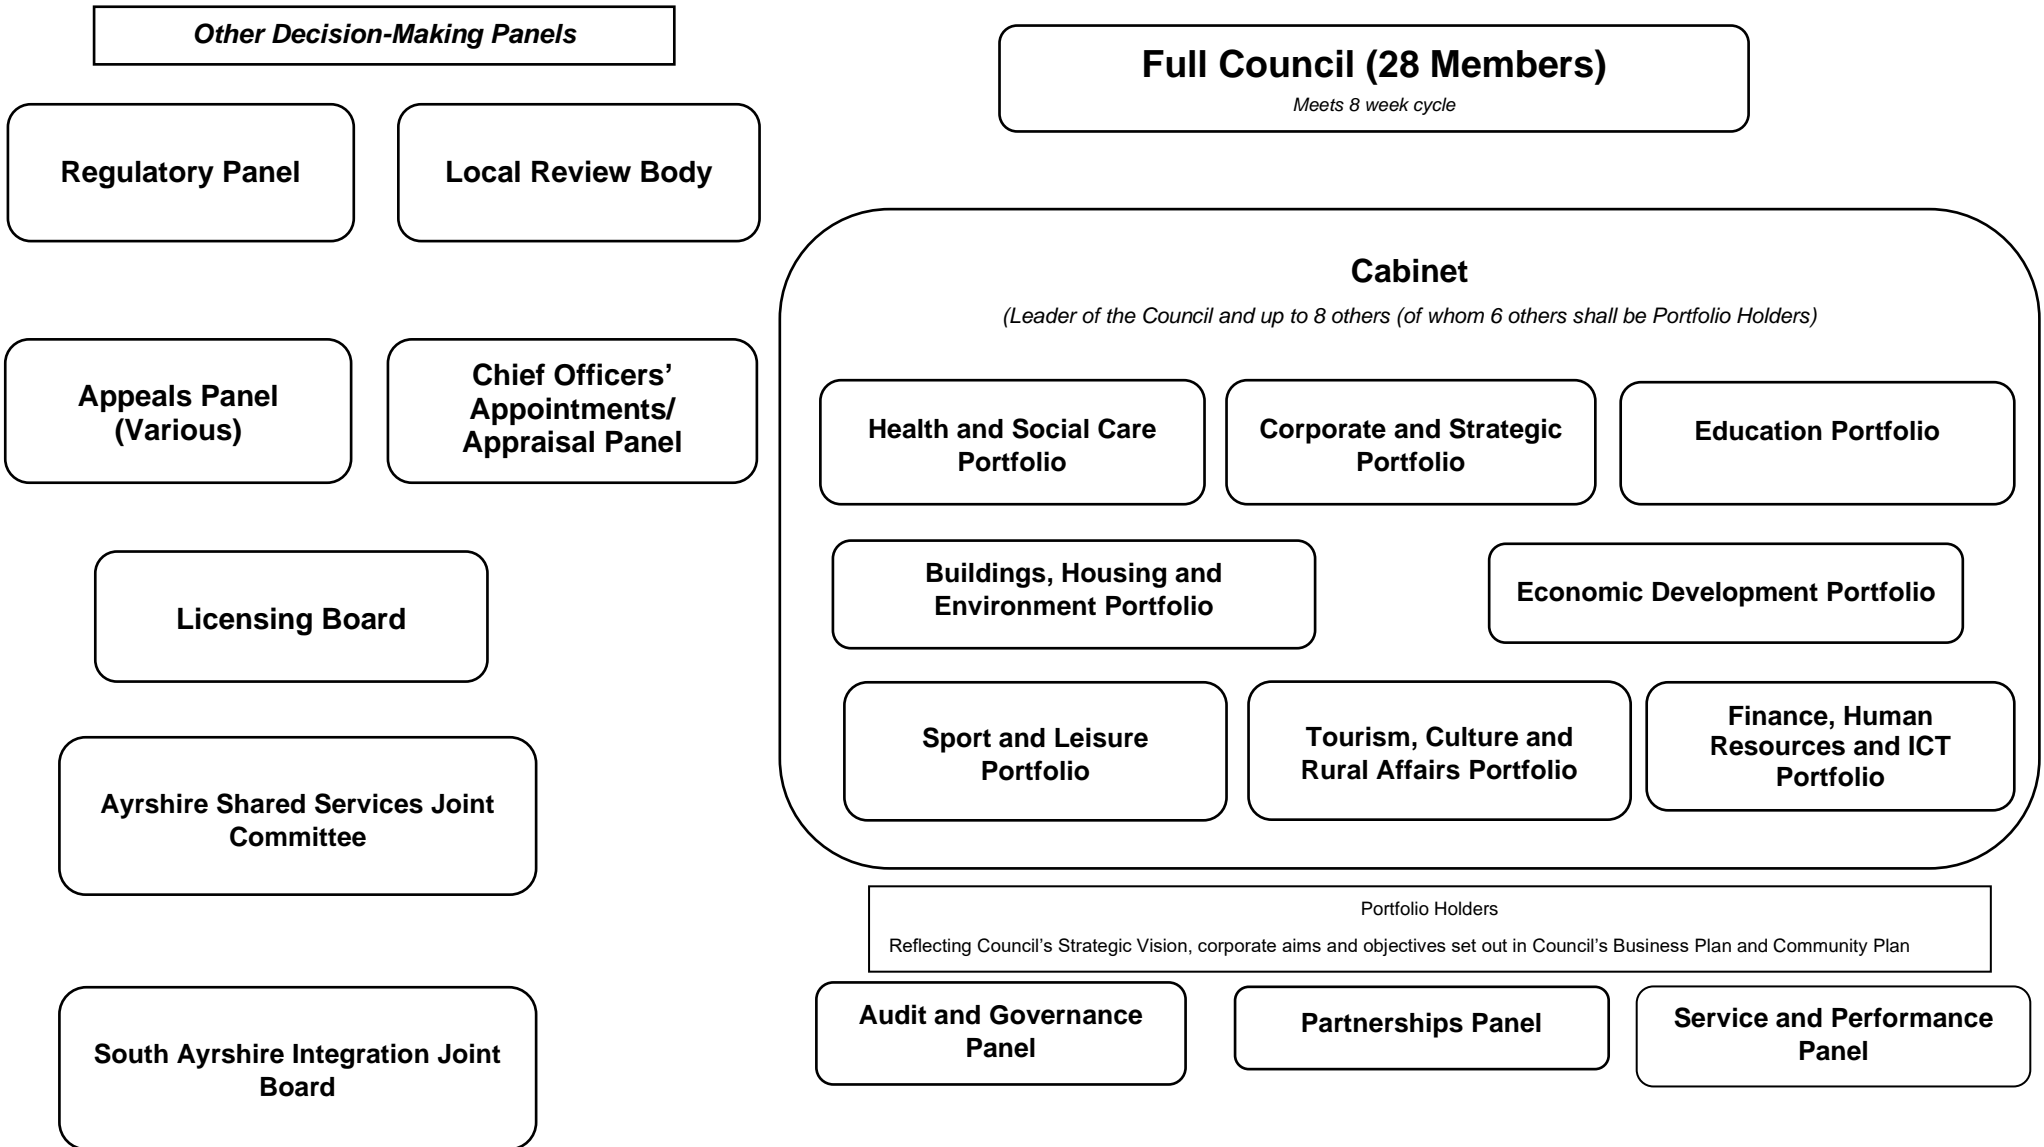 Other Decision-Making Panels
Regulatory Panel
Local Review Body
Appeals Panel
(Various)
Chief Officers’
Appointments/
Appraisal Panel
Licensing Board
Ayrshire Shared Services Joint
Committee
South Ayrshire Integration Joint
Board
Full Council (28 Members)
Meets 8 week cycle
Cabinet
(Leader of the Council and up to 8 others (of whom 6 others shall be Portfolio Holders)
Health and Social Care
Portfolio
Corporate and Strategic
Portfolio
Education Portfolio
Buildings, Housing and
Environment Portfolio
Economic Development Portfolio
Sport and Leisure
Portfolio
Tourism, Culture and
Rural Affairs Portfolio
Finance, Human
Resources and ICT
Portfolio
Portfolio Holders
Reflecting Council’s Strategic Vision, corporate aims and objectives set out in Council’s Business Plan and Community Plan
Audit and Governance
Panel
Partnerships Panel
Service and Performance
Panel